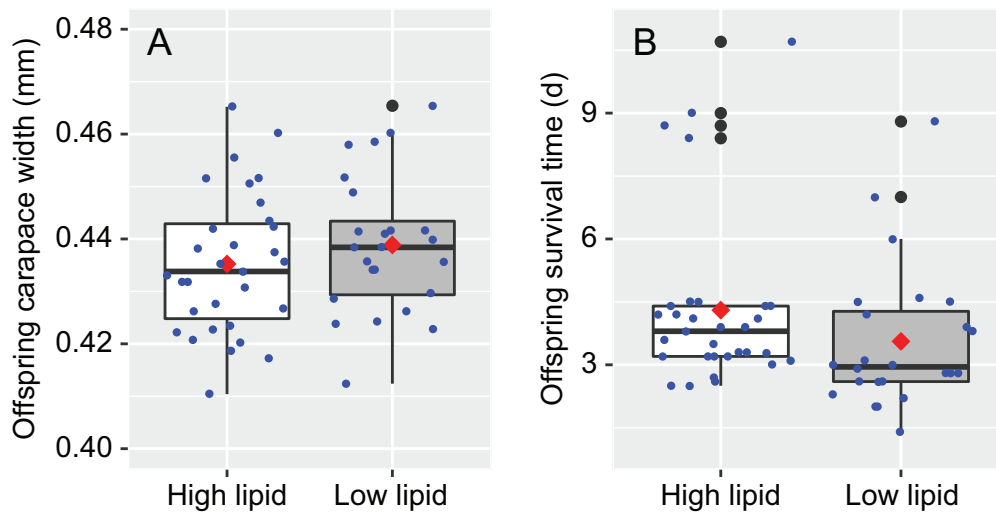 A
B
Offspring carapace width (mm)
0.48
0.46
0.44
0.42
0.40
High lipid
Low lipid
Offspring survival time (d)
9
6
3
High lipid
Low lipid